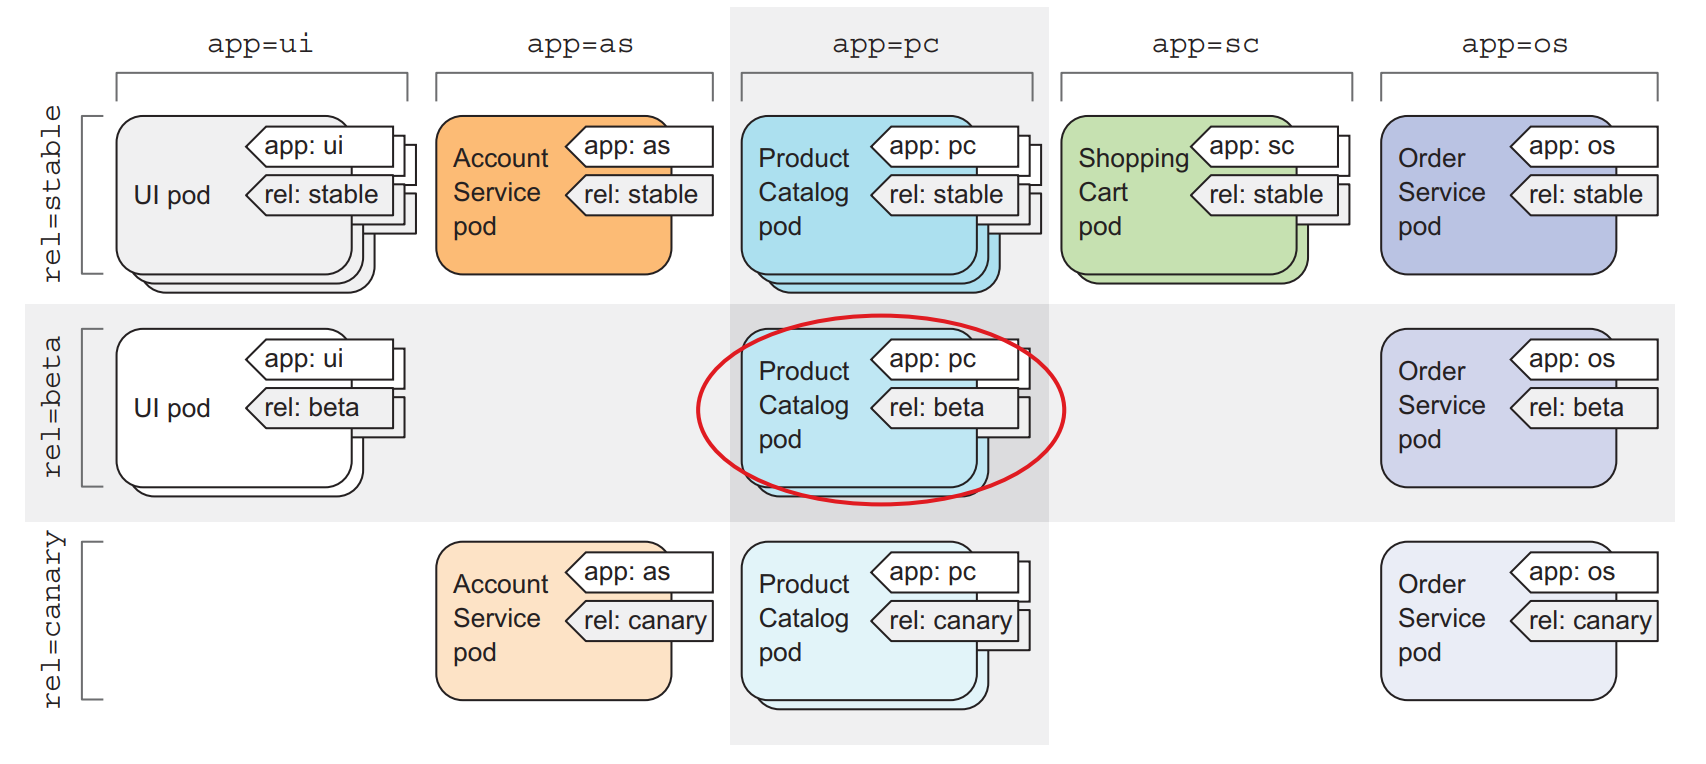 app=ui
app=as
app=pc
app=sc
app=os
rel=stable
UI pod
app: ui
rel: stable
Account
Service
pod
app: as
rel: stable
Product
Catalog
pod
app: pc
rel: stable
Shopping
Cart
pod
app: sc
rel: stable
Order
Service
pod
app: os
rel: stable
rel=beta
UI pod
app: ui
rel: beta
Product
Catalog
pod
app: pc
rel: beta
Order
Service
pod
app: os
rel: beta
rel=canary
Account
Service
pod
app: as
rel: canary
Product
Catalog
pod
app: pc
rel: canary
Order
Service
pod
app: os
rel: canary